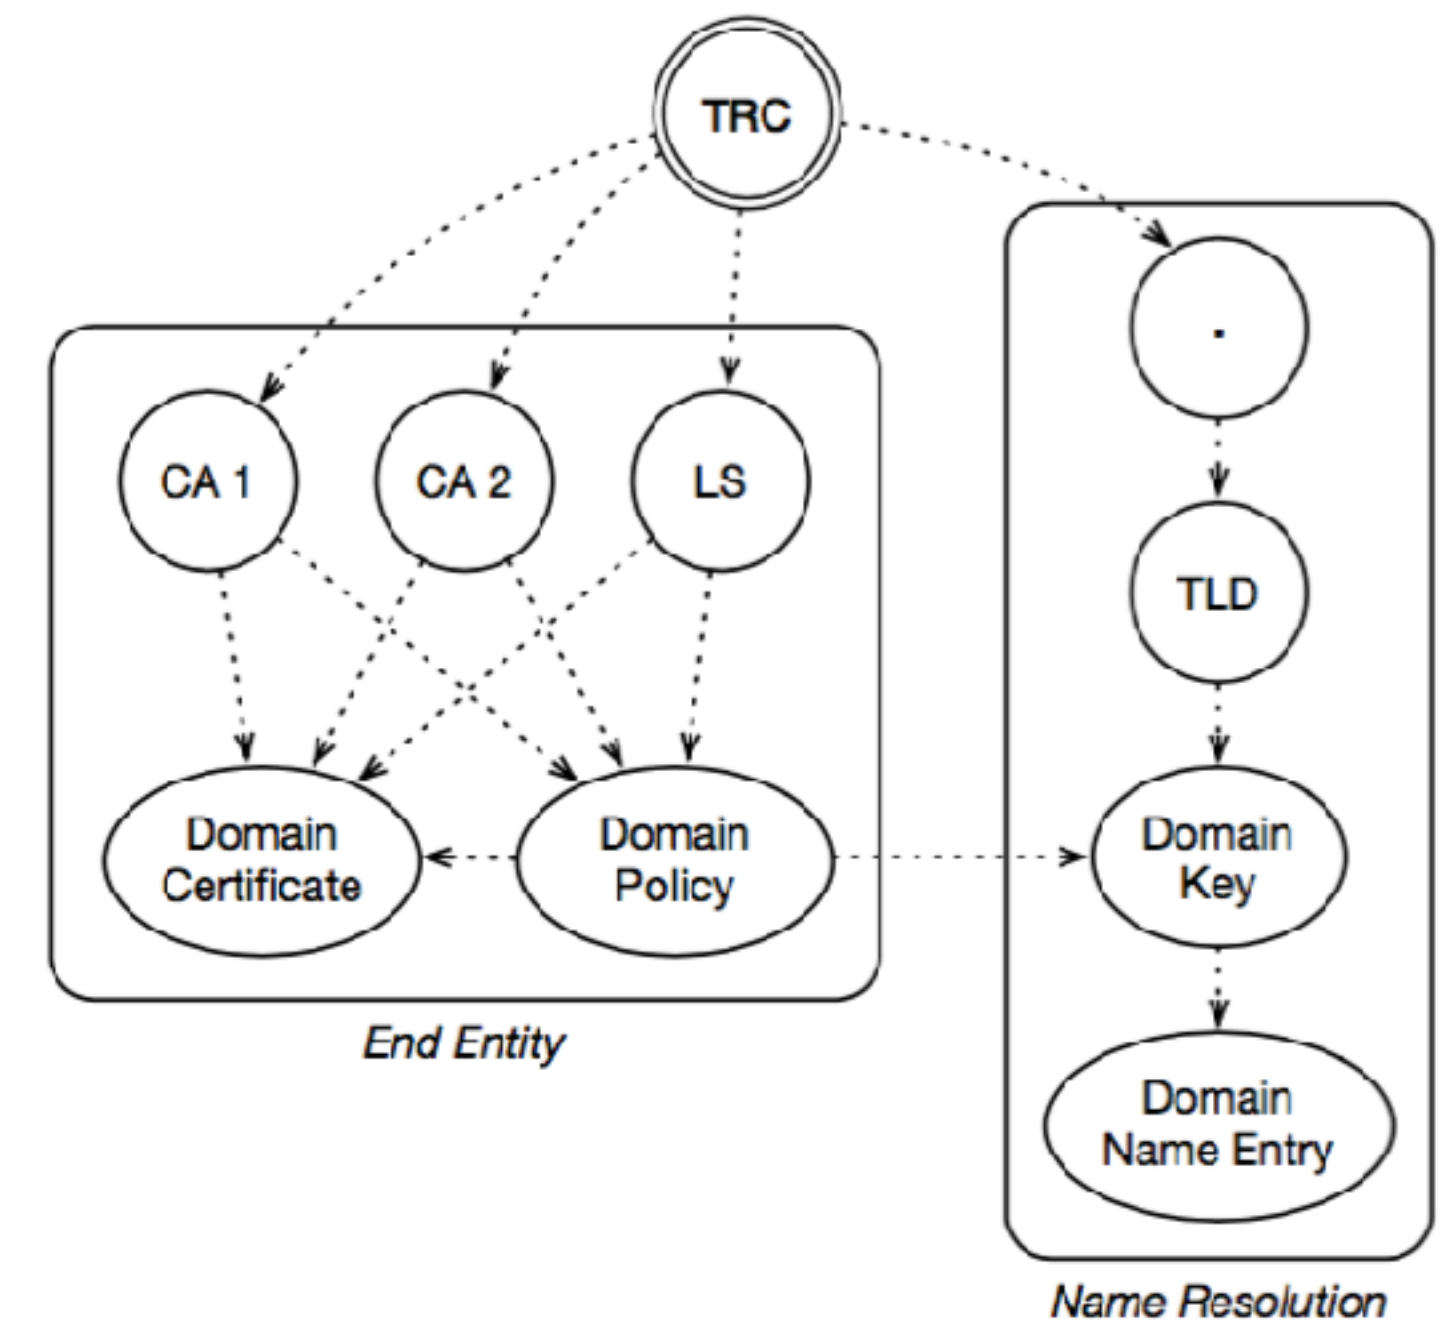 TRC
.
CA 1
CA 2
LS
TLD
Domain
Certificate
Domain
Policy
Domain
Key
End Entity
Domain
Name Entry
Name Resolution